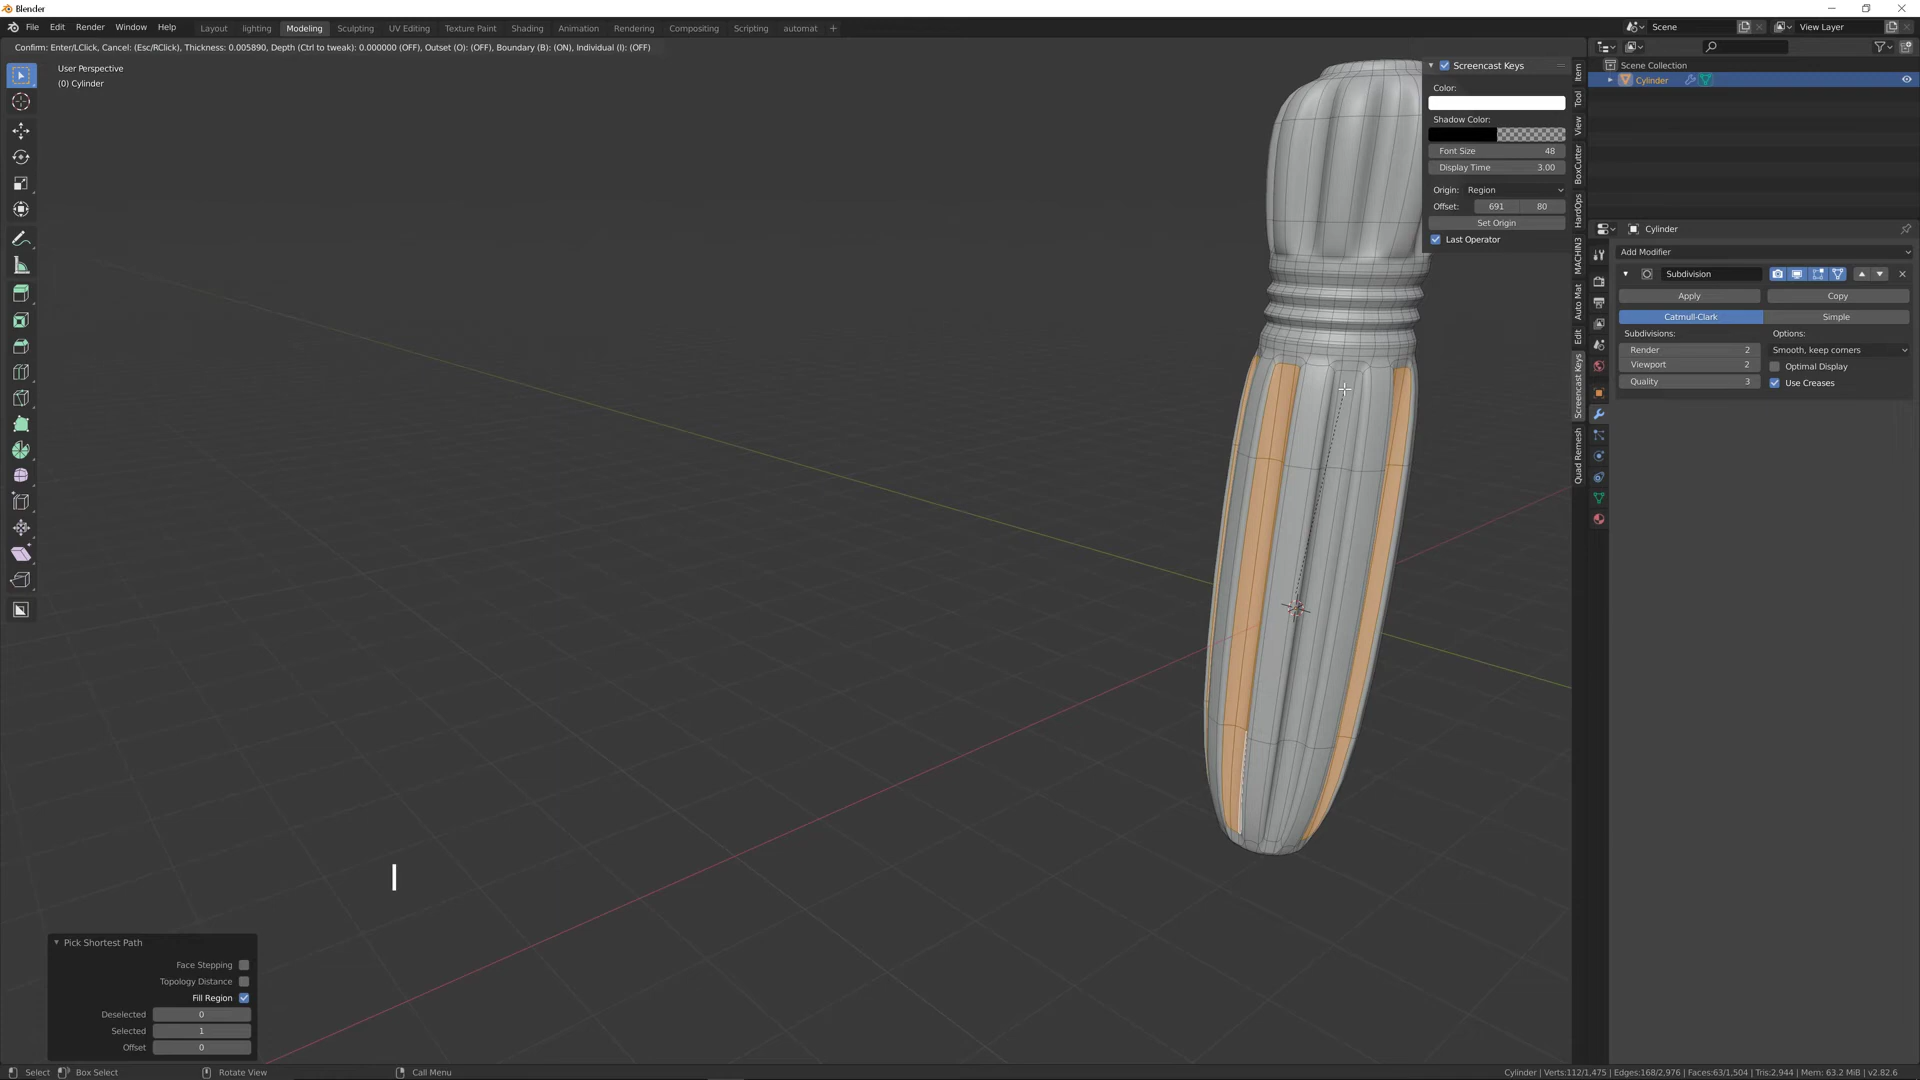 Blender
File Edit Render Window Help Layout lighting Modeling Sculpting UV Editing Texture Paint Shading Animation Rendering Compositing Scripting automat + Scene View Layer
Confirm: Enter/LClick, Cancel: (Esc/RClick), Thickness: 0.005890, Depth (Ctrl to tweak): 0.000000 (OFF), Outset (O): (OFF), Boundary (B): (ON), Individual (I): (OFF)
User Perspective
(0) Cylinder
Screencast Keys
Color:
Shadow Color:
Font Size 48
Display Time 3.00
Origin: Region
Offset: 691 80
Set Origin
Last Operator
Item
Tool
View
BoxCutter
HardOps
MACHIN3
Auto Mat
Edit
Screencast Keys
Quad Remesh
Scene Collection
Cylinder
Cylinder
Add Modifier
Subdivision
Apply Copy
Catmull-Clark Simple
Subdivisions: Options:
Render 2 Smooth, keep corners
Viewport 2 Optimal Display
Quality 3 Use Creases
I
Pick Shortest Path
Face Stepping
Topology Distance
Fill Region
Deselected 0
Selected 1
Offset 0
Select Box Select Rotate View Call Menu Cylinder | Verts:112/1,475 | Edges:168/2,976 | Faces:63/1,504 | Tris:2,944 | Mem: 63.2 MiB | v2.82.6